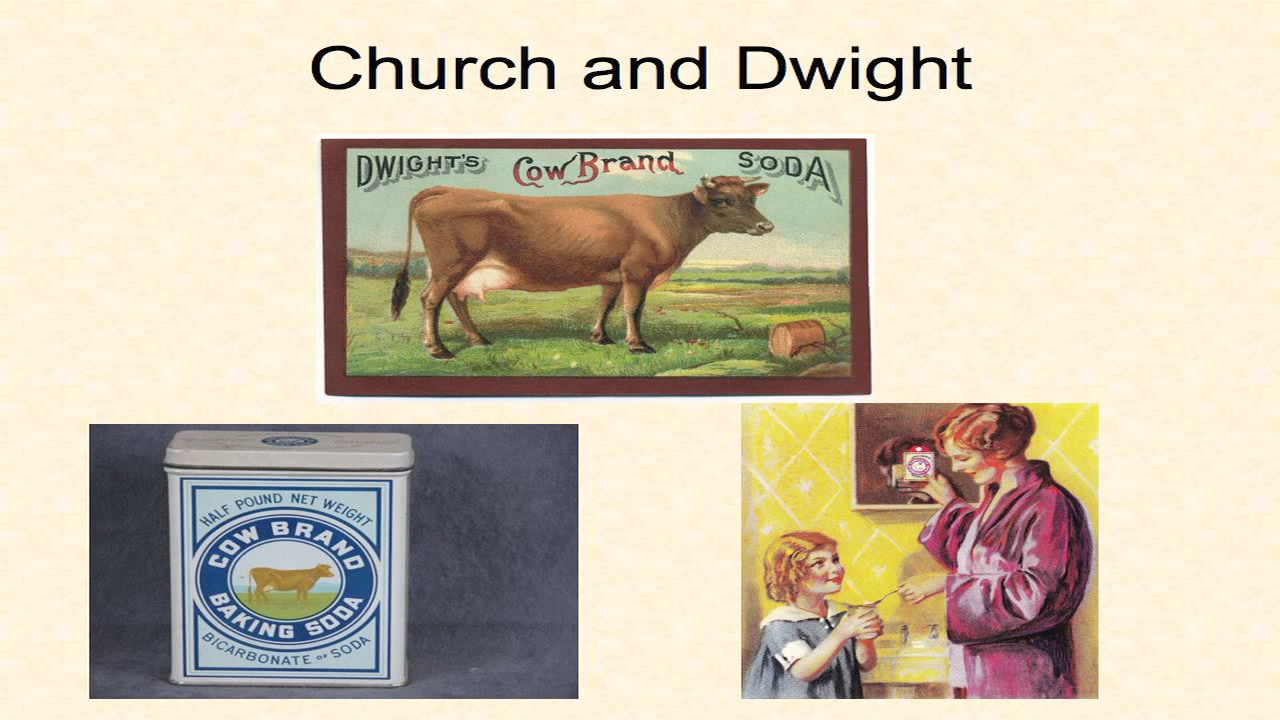 Church and Dwight
DWIGHT'S Cow Brand SODA
HALF POUND NET WEIGHT
COW BRAND
BAKING SODA
BICARBONATE OF SODA